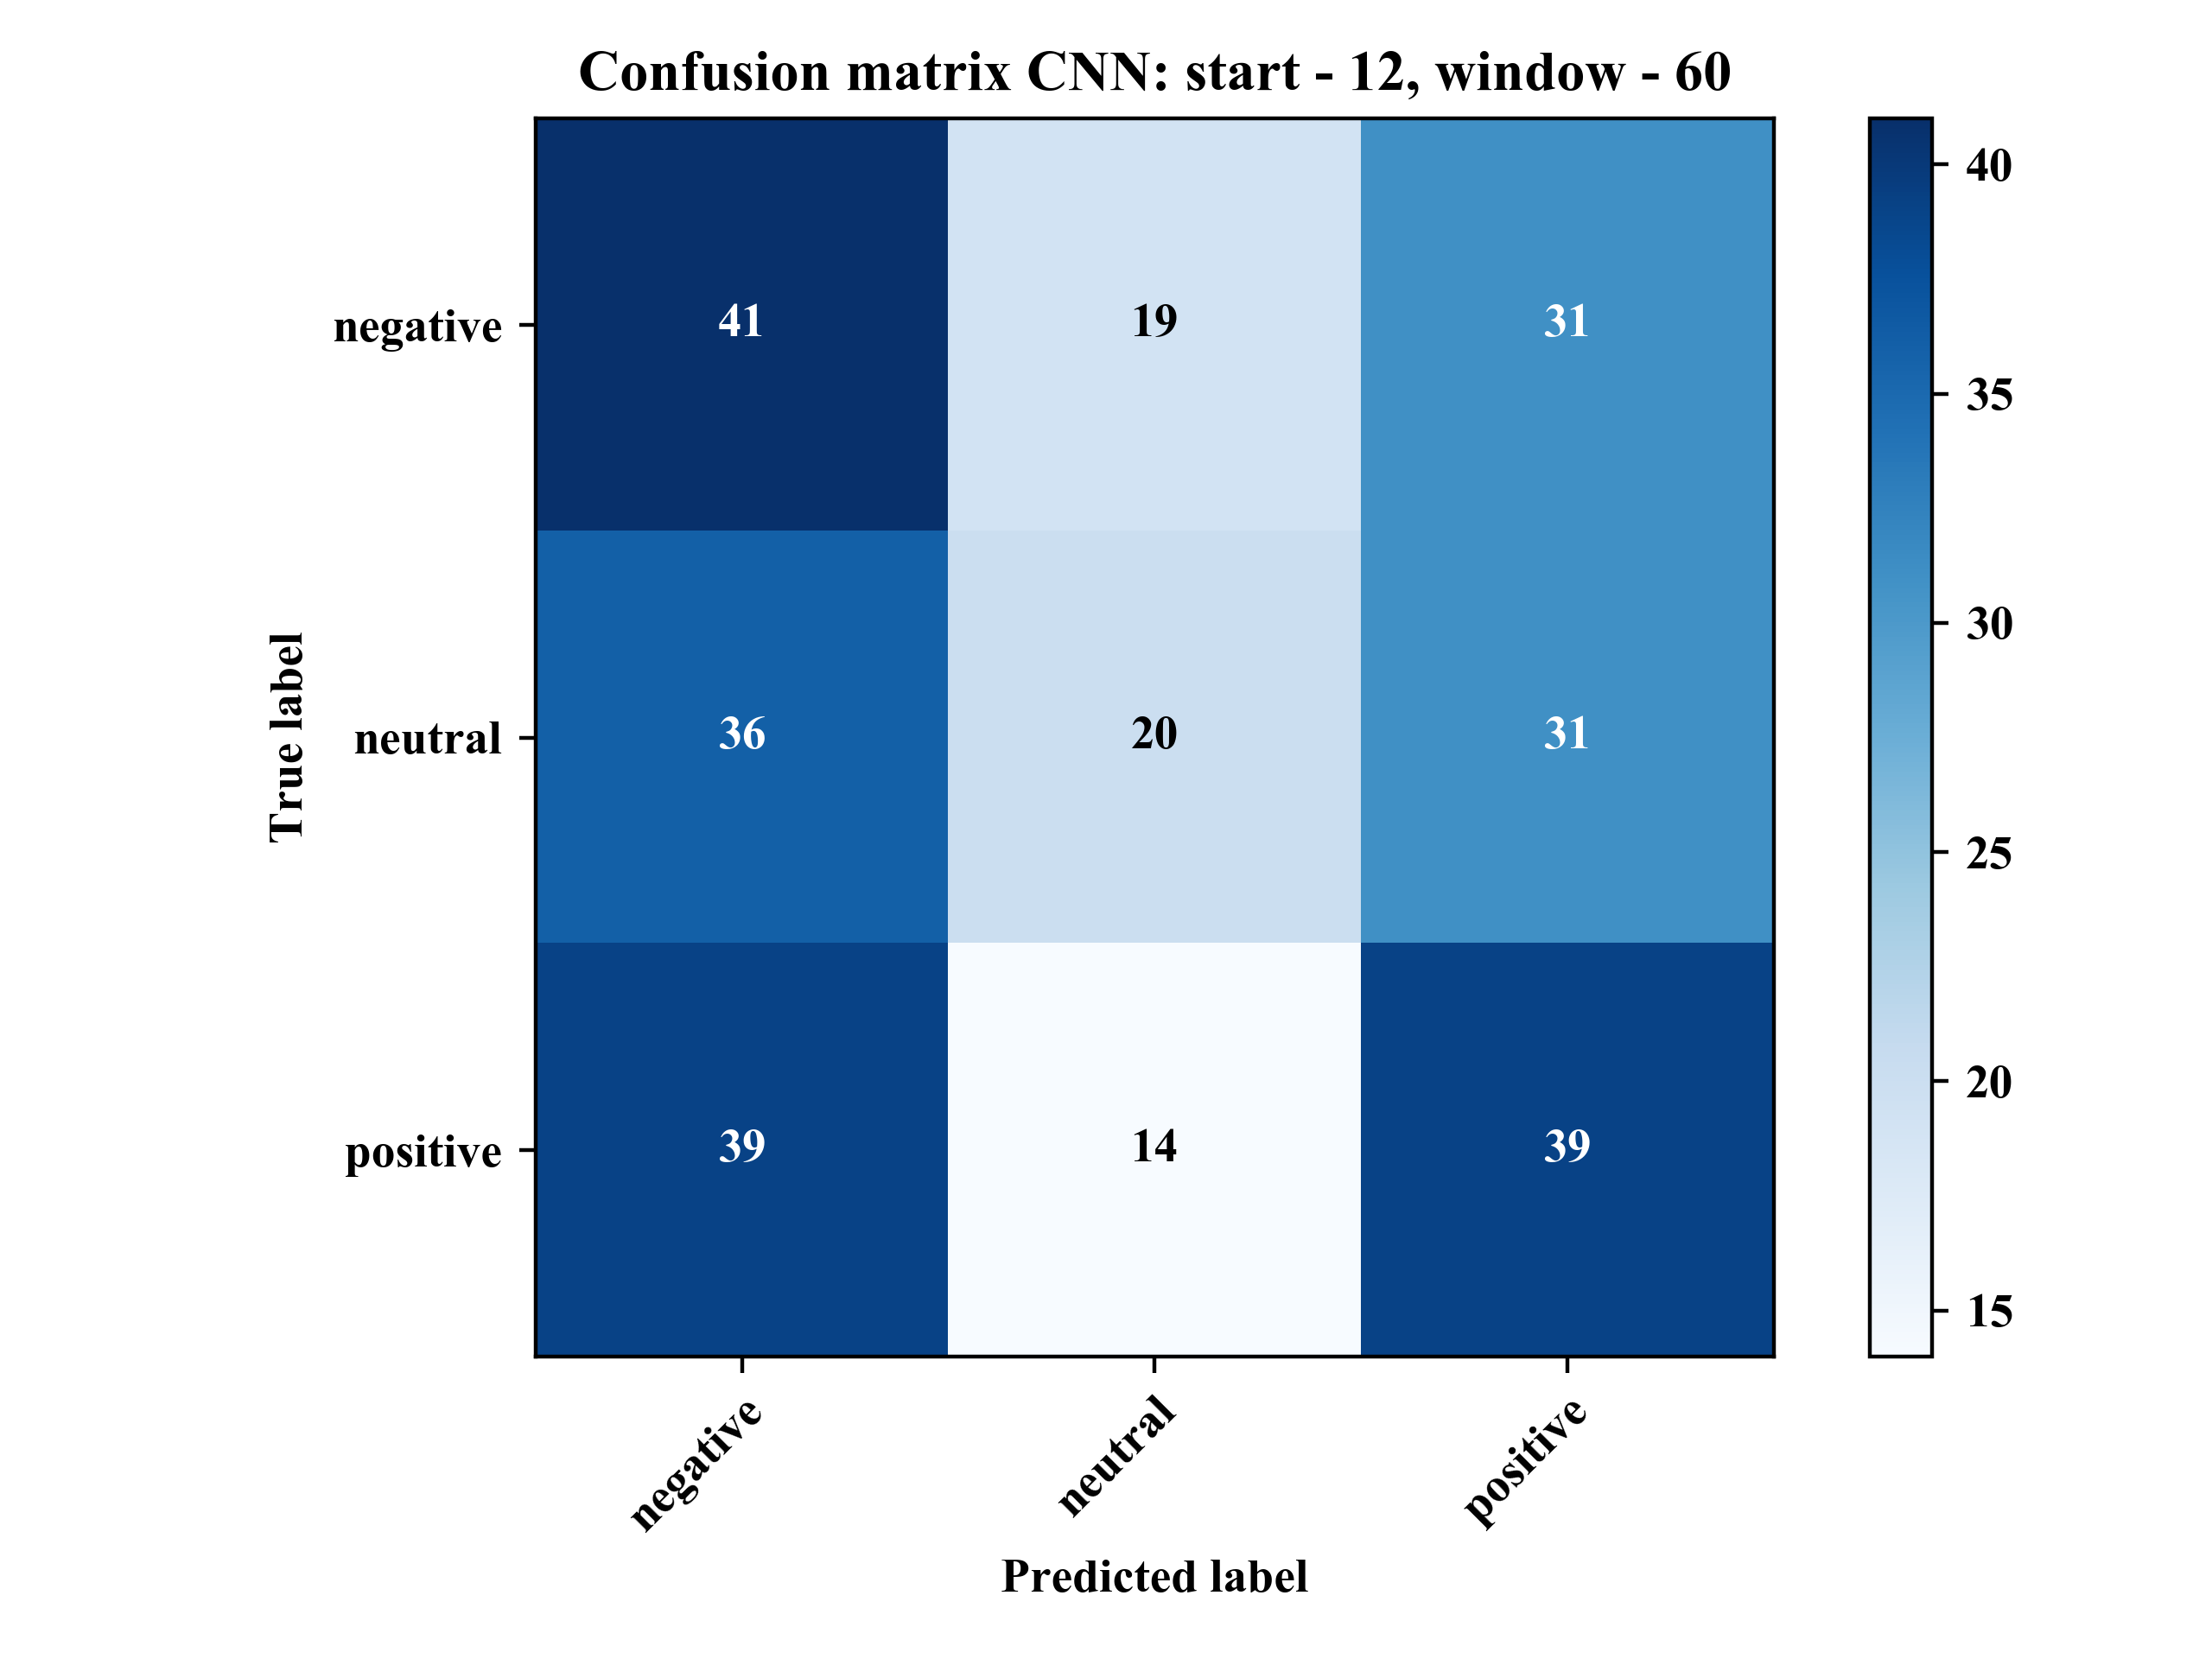 Confusion matrix CNN: start - 12, window - 60
True label
negative
41 19 31
neutral
36 20 31
positive
39 14 39
negative
neutral
positive
Predicted label
40
35
30
25
20
15